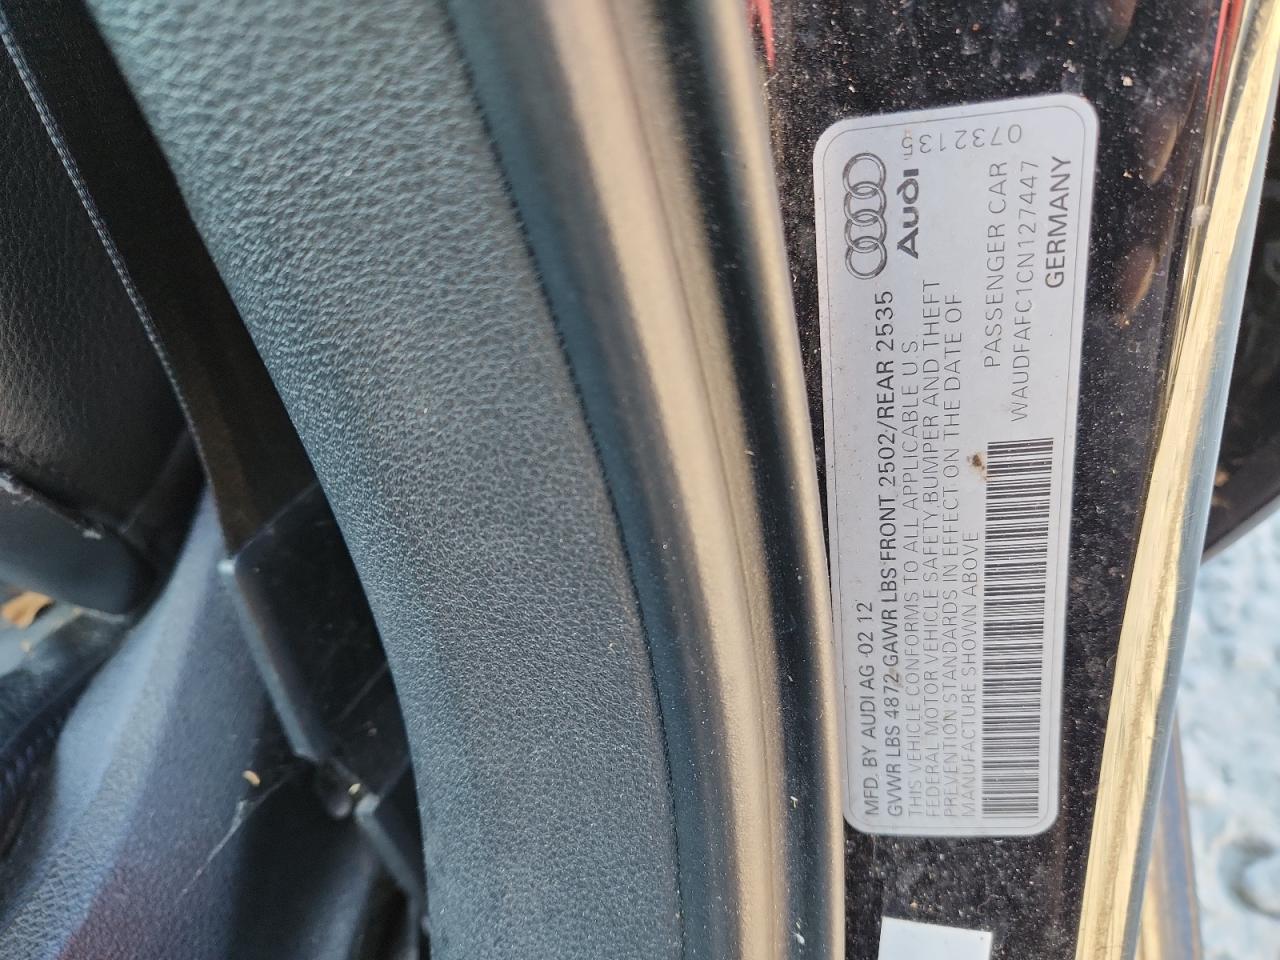 MFD. BY AUDI AG 02 12
GVWR LBS 4872 GAWR LBS FRONT 2502/REAR 2535
THIS VEHICLE CONFORMS TO ALL APPLICABLE U.S.
FEDERAL MOTOR VEHICLE SAFETY, BUMPER AND THEFT
PREVENTION STANDARDS IN EFFECT ON THE DATE OF
MANUFACTURE SHOWN ABOVE
Audi
073213
PASSENGER CAR
WAUDFAFC1CN127447
GERMANY